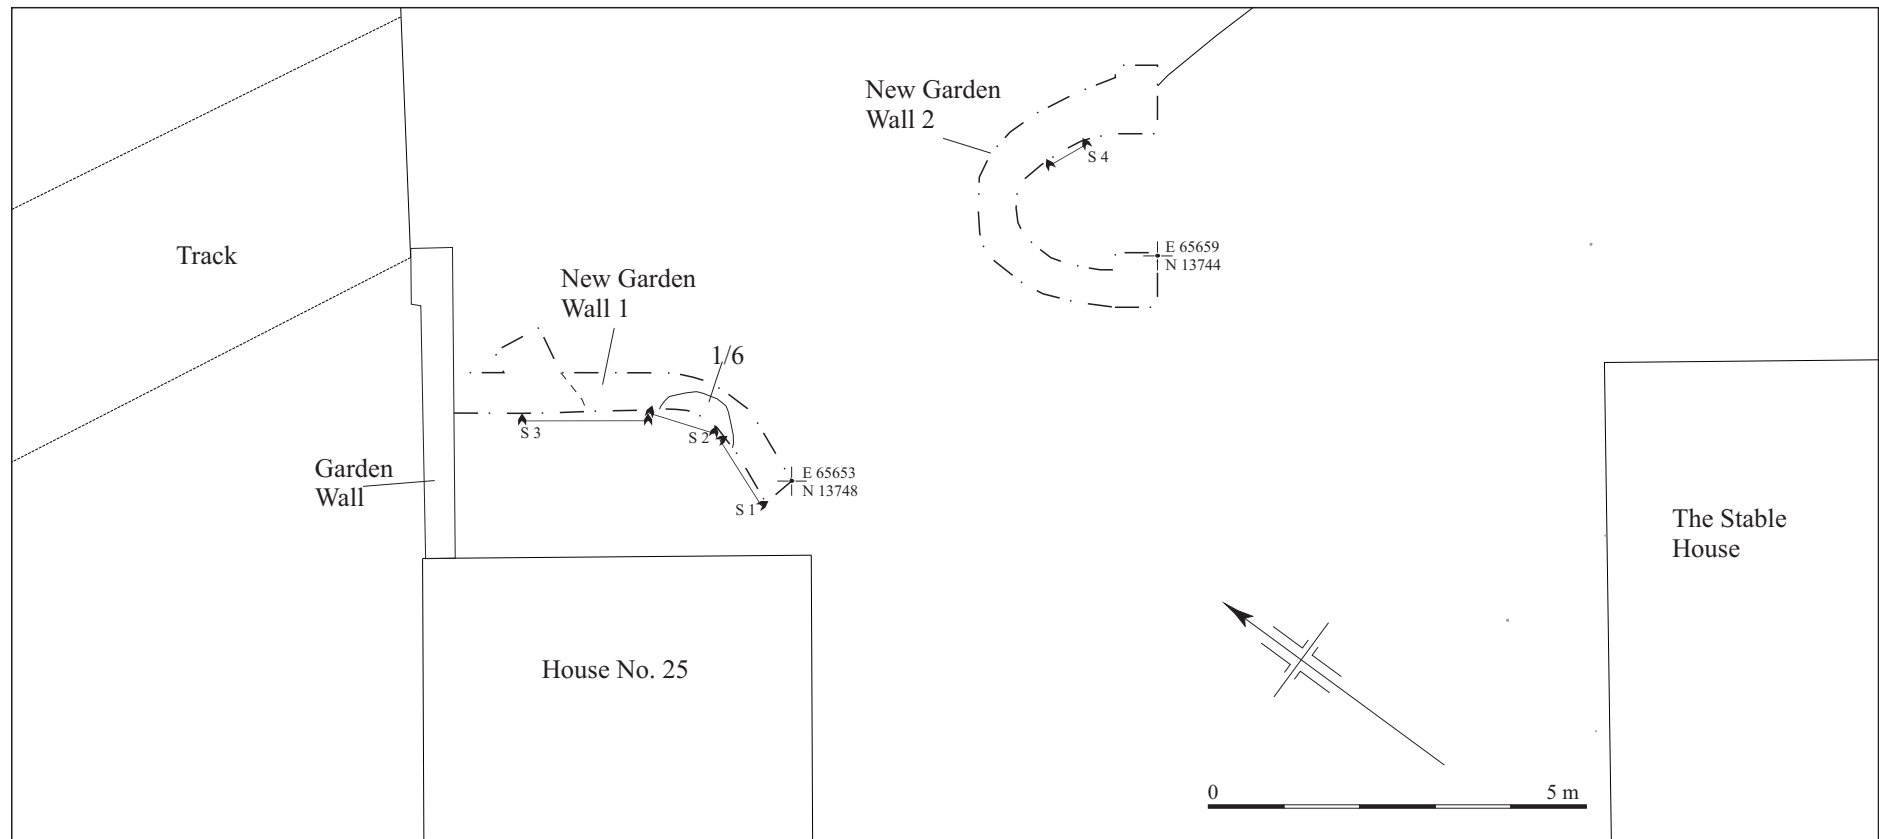 New Garden
Wall 2
S 4
Track
E 65659
N 13744
New Garden
Wall 1
1/6
S 3
S 2
Garden
Wall
E 65653
N 13748
S 1
The Stable
House
House No. 25
0
5 m